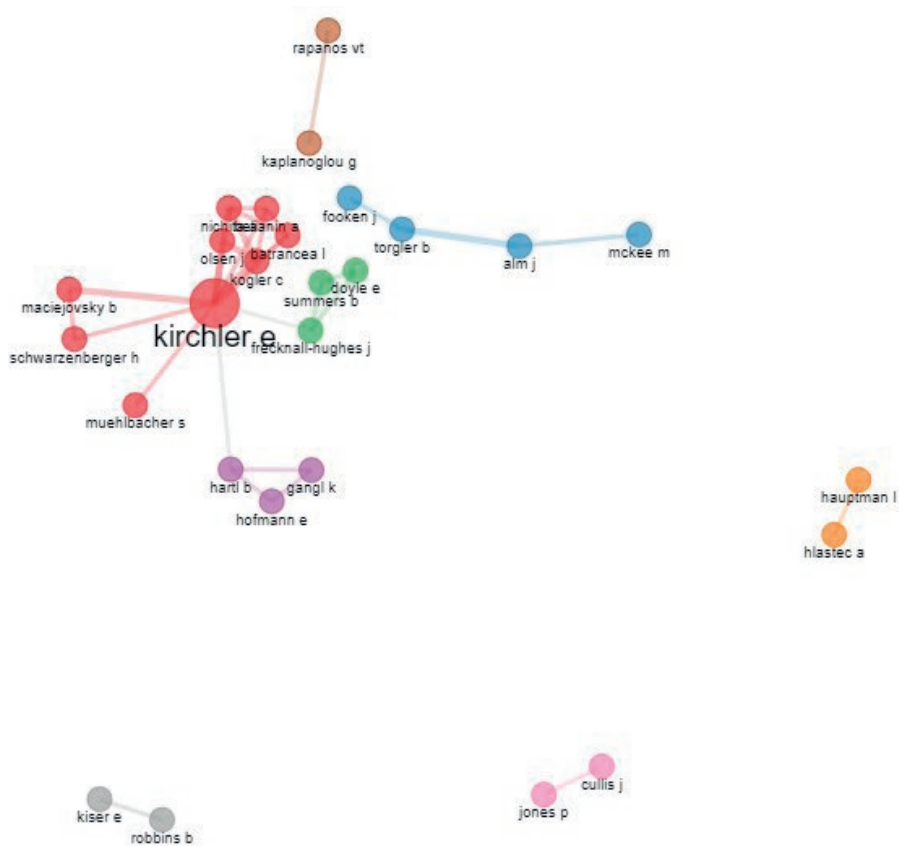 rapanos vt
kaplanoglou g
fooken j
torgler b
alm j
mckee m
olsen j
batrancea l
kogler c
summers b
doyle e
maciejovsky b
kirchler e
frecknall-hughes j
schwarzenberger h
muehlbacher s
hartl b
gangl k
hofmann e
hauptman l
hlastec a
cullis j
jones p
kiser e
robbins b